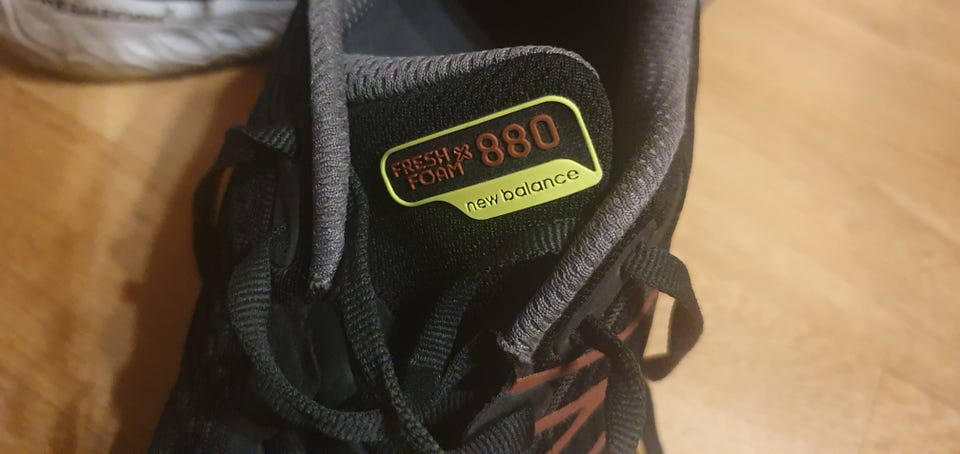 FRESH X
FOAM
880
new balance